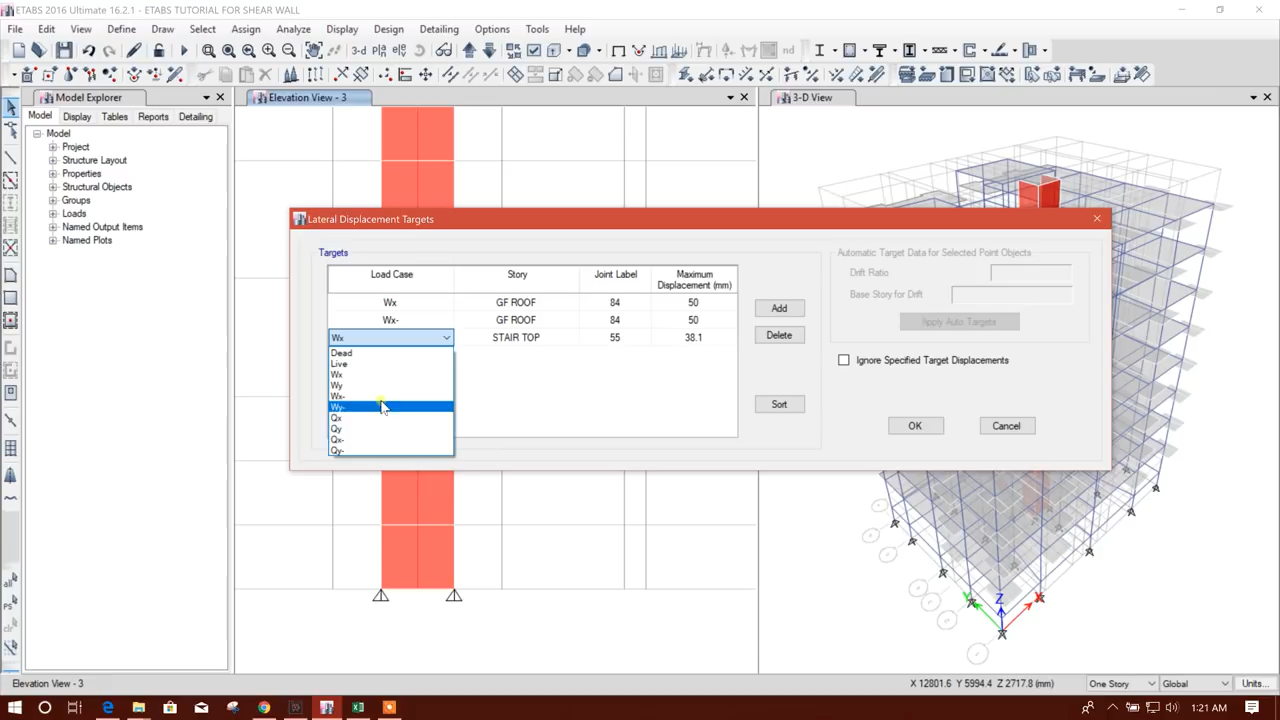 ETABS 2016 Ultimate 16.2.1 - ETABS TUTORIAL FOR SHEAR WALL
File Edit View Define Draw Select Assign Analyze Display Design Detailing Options Tools Help
3-d nd
Model Explorer
Elevation View - 3
3-D View
Model Display Tables Reports Detailing
Model
Project
Structure Layout
Properties
Structural Objects
Groups
Loads
Named Output Items
Named Plots
Lateral Displacement Targets
Targets
Load Case Story Joint Label Maximum Displacement (mm)
Wx GF ROOF 84 50
Wx- GF ROOF 84 50
Wx STAIR TOP 55 38.1
Dead
Live
Wx
Wy
Wx-
Wy-
Qx
Qy
Qx-
Qy-
Add
Delete
Sort
Automatic Target Data for Selected Point Objects
Drift Ratio
Base Story for Drift
Apply Auto Targets
Ignore Specified Target Displacements
OK Cancel
all
PS
Y Z X
Elevation View - 3
X 12801.6 Y 5994.4 Z 2717.8 (mm)
One Story Global Units...
1:21 AM